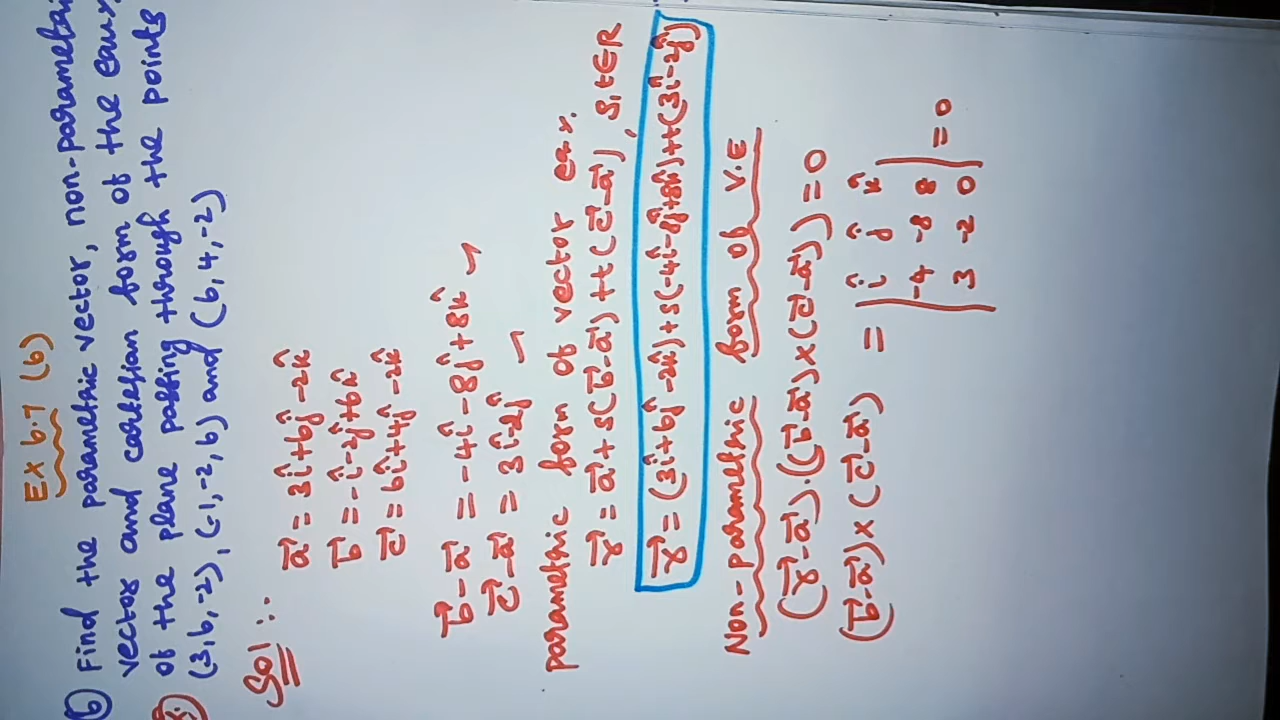 Ex 6.7 (6)
6) Find the parametric vector, non-parametric
vector and cartesian form of the eqn,
of the plane passing through the points
(3,6,-2), (-1,-2,6) and (6,4,-2)
Sol :-
a⃗ = 3î+6ĵ-2k̂
b⃗ = -î-2ĵ+6k̂
c⃗ = 6î+4ĵ-2k̂
b⃗-a⃗ = -4î-8ĵ+8k̂
c⃗-a⃗ = 3î-2ĵ
parametric form of vector eqn.
r⃗ = a⃗+s(b⃗-a⃗)+t(c⃗-a⃗), s,t∈R
r⃗ = (3î+6ĵ-2k̂)+s(-4î-8ĵ+8k̂)+t(3î-2ĵ)
Non-parametric form of V.E
(r⃗-a⃗).((b⃗-a⃗)×(c⃗-a⃗))=0
(b⃗-a⃗)×(c⃗-a⃗) = | î ĵ k̂ |
| -4 -8 8 | = 0
| 3 -2 0 |